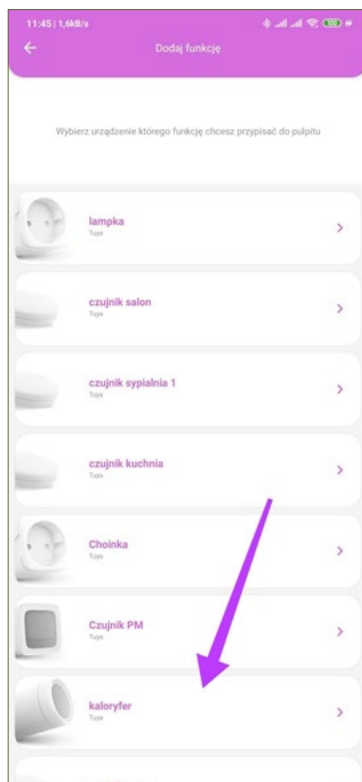 11:45 | 1,6kB/s
Dodaj funkcję
Wybierz urządzenie którego funkcję chcesz przypisać do pulpitu
lampka
Tuya
czujnik salon
Tuya
czujnik sypialnia 1
Tuya
czujnik kuchnia
Tuya
Choinka
Tuya
Czujnik PM
Tuya
kaloryfer
Tuya